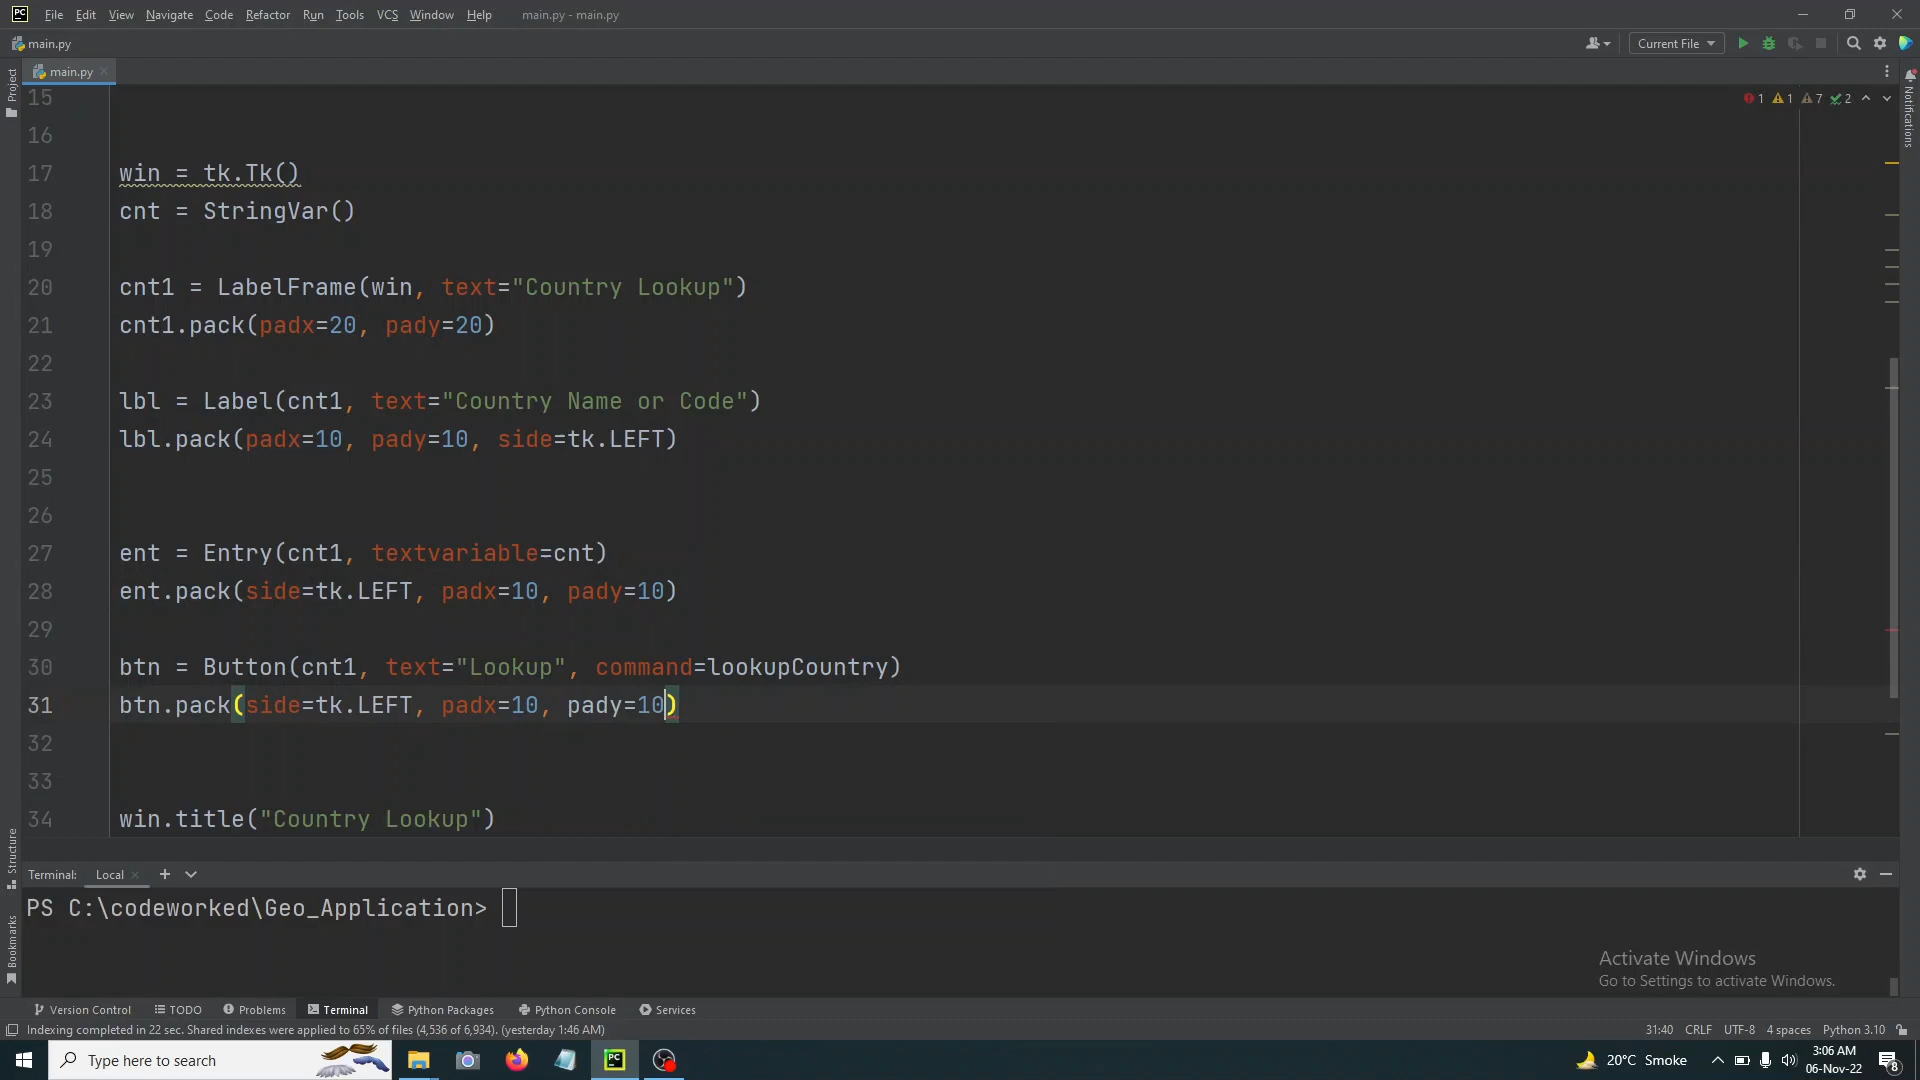 File Edit View Navigate Code Refactor Run Tools VCS Window Help main.py - main.py
main.py Current File
Project main.py
15
16
17 win = tk.Tk()
18 cnt = StringVar()
19
20 cnt1 = LabelFrame(win, text="Country Lookup")
21 cnt1.pack(padx=20, pady=20)
22
23 lbl = Label(cnt1, text="Country Name or Code")
24 lbl.pack(padx=10, pady=10, side=tk.LEFT)
25
26
27 ent = Entry(cnt1, textvariable=cnt)
28 ent.pack(side=tk.LEFT, padx=10, pady=10)
29
30 btn = Button(cnt1, text="Lookup", command=lookupCountry)
31 btn.pack(side=tk.LEFT, padx=10, pady=10)
32
33
34 win.title("Country Lookup")
1 1 7 2
Notifications
Structure
Bookmarks
Terminal: Local
PS C:\codeworked\Geo_Application>
Activate Windows
Go to Settings to activate Windows.
Version Control TODO Problems Terminal Python Packages Python Console Services
Indexing completed in 22 sec. Shared indexes were applied to 65% of files (4,536 of 6,934). (yesterday 1:46 AM) 31:40 CRLF UTF-8 4 spaces Python 3.10
Type here to search 20°C Smoke 3:06 AM
06-Nov-22 8